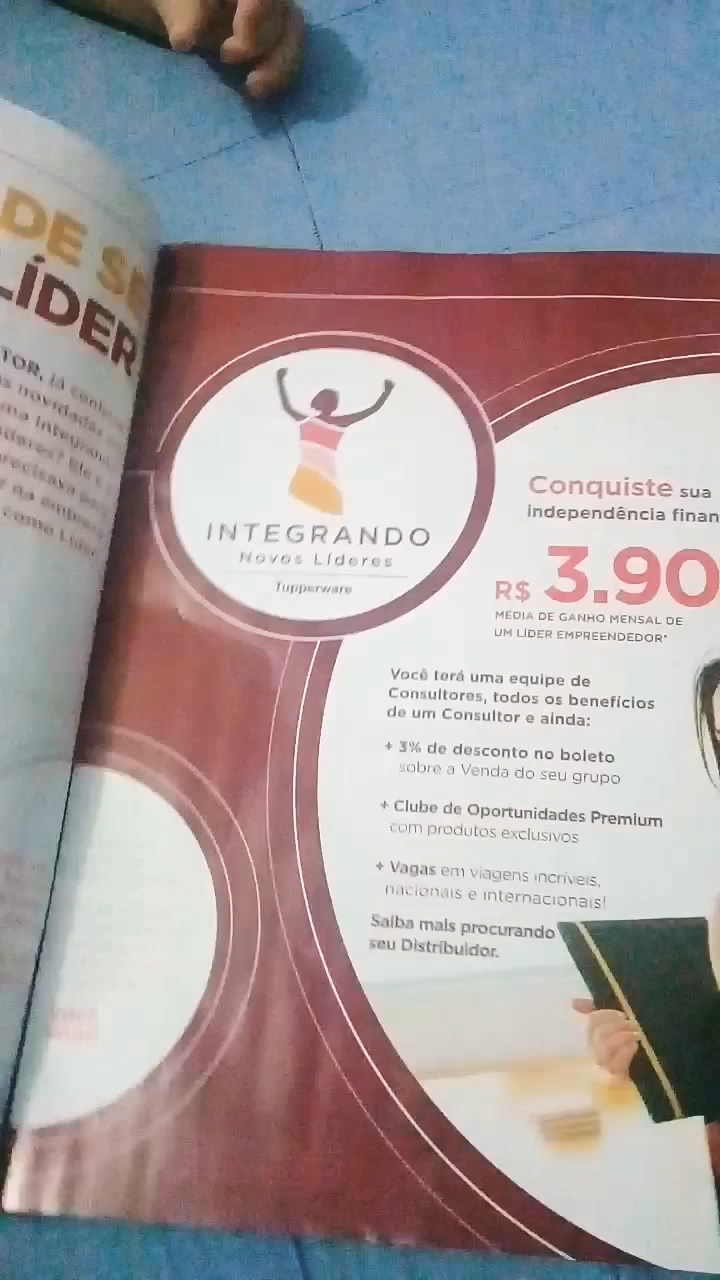 DE SE
LÍDER
TOR, já
novidades
INTEGRANDO
Novos Líderes
Tupperware
Conquiste sua
independência finan
R$ 3.90
MÉDIA DE GANHO MENSAL DE
UM LÍDER EMPREENDEDOR*
Você terá uma equipe de
Consultores, todos os benefícios
de um Consultor e ainda:
+ 3% de desconto no boleto
sobre a Venda do seu grupo
+ Clube de Oportunidades Premium
com produtos exclusivos
+ Vagas em viagens incríveis,
nacionais e internacionais!
Saiba mais procurando
seu Distribuidor.